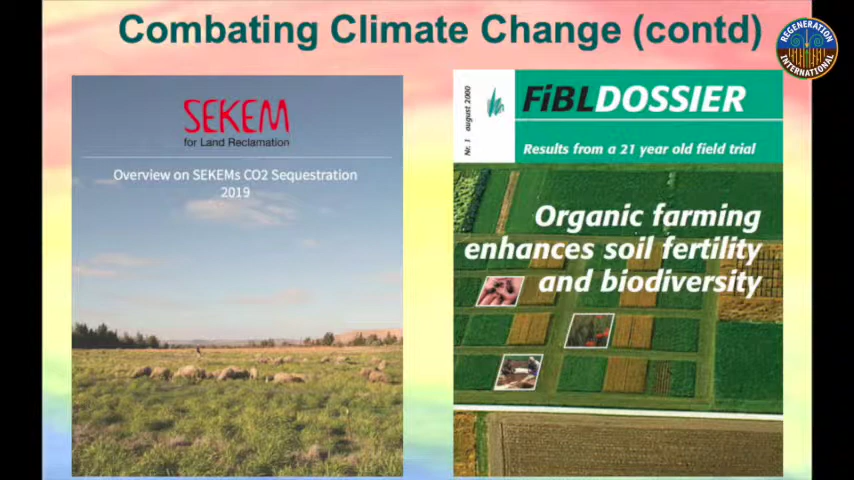 Combating Climate Change (contd)
REGENERATION
INTERNATIONAL
SEKEM
for Land Reclamation
Overview on SEKEMs CO2 Sequestration
2019
Nr. 1 august 2000
FiBLDOSSIER
Results from a 21 year old field trial
Organic farming
enhances soil fertility
and biodiversity